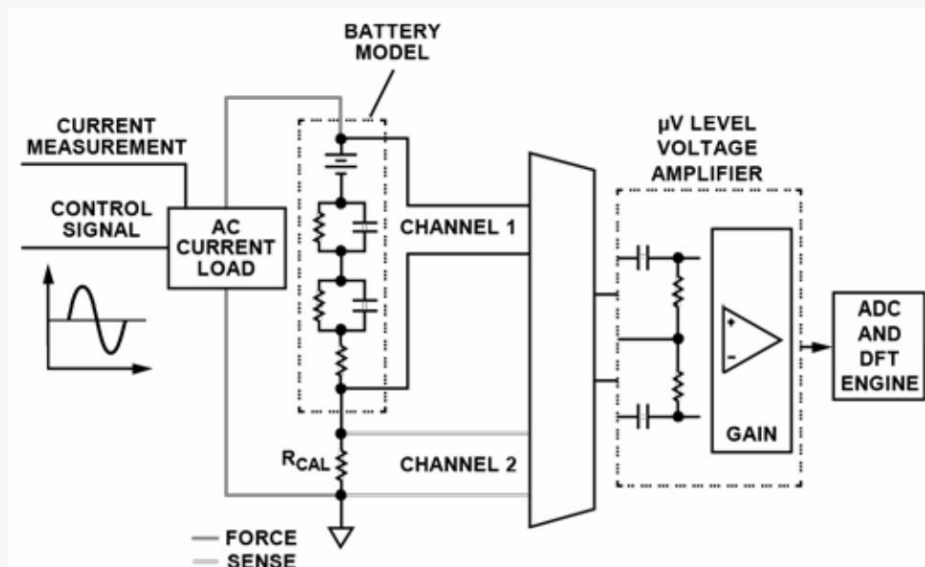 BATTERY
MODEL
CURRENT
MEASUREMENT
µV LEVEL
VOLTAGE
AMPLIFIER
CONTROL
SIGNAL
AC
CURRENT
LOAD
CHANNEL 1
+
−
ADC
AND
DFT
ENGINE
GAIN
RCAL
CHANNEL 2
FORCE
SENSE